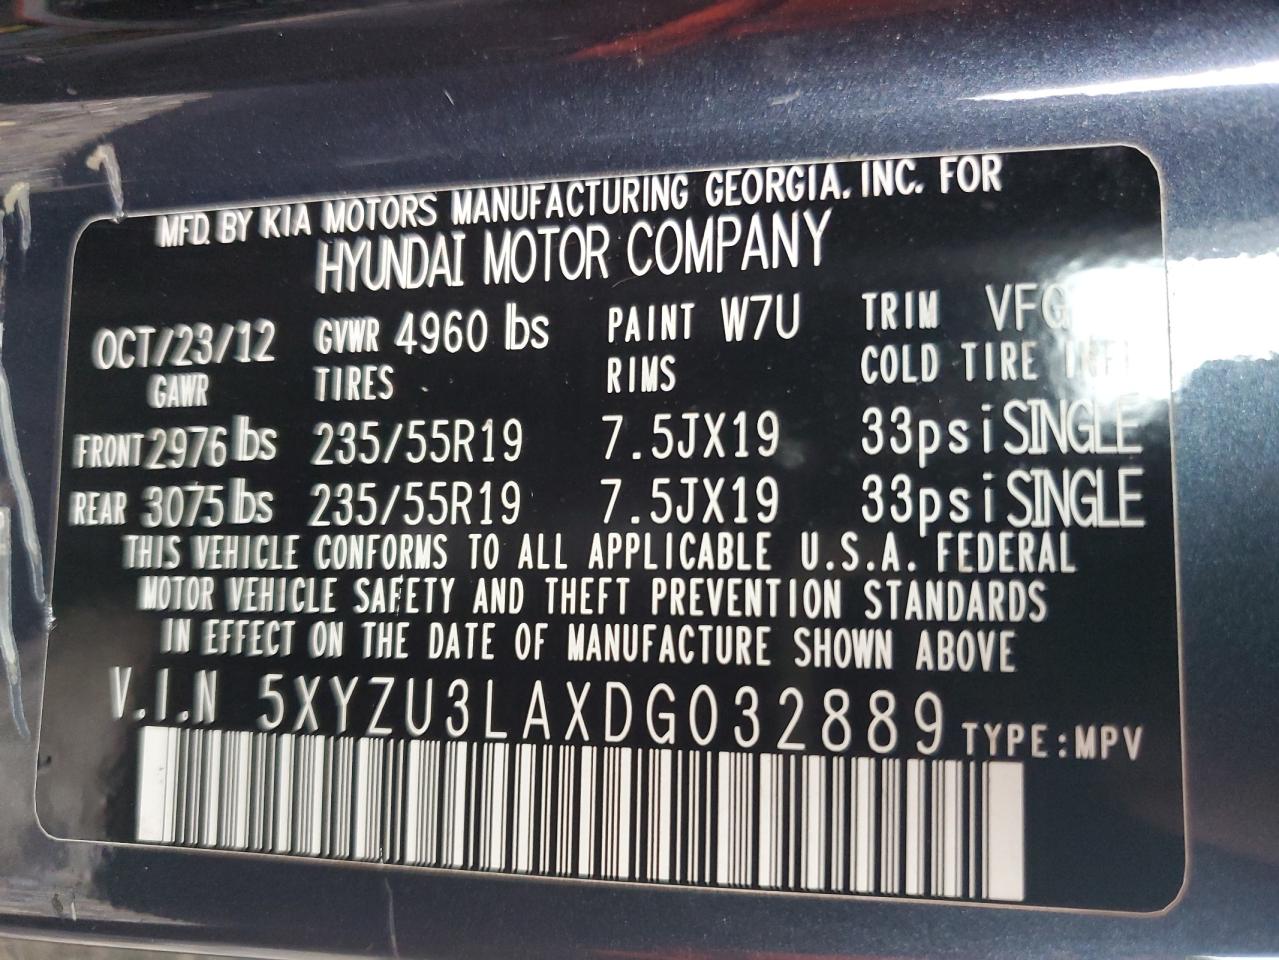 MFD. BY KIA MOTORS MANUFACTURING GEORGIA. INC. FOR
HYUNDAI MOTOR COMPANY
OCT/23/12 GVWR 4960 lbs PAINT W7U TRIM
GAWR TIRES RIMS COLD TIRE
FRONT 2976 lbs 235/55R19 7.5JX19 33psi SINGLE
REAR 3075 lbs 235/55R19 7.5JX19 33psi SINGLE
THIS VEHICLE CONFORMS TO ALL APPLICABLE U.S.A. FEDERAL
MOTOR VEHICLE SAFETY AND THEFT PREVENTION STANDARDS
IN EFFECT ON THE DATE OF MANUFACTURE SHOWN ABOVE
V.I.N 5XYZU3LAXDG032889 TYPE:MPV